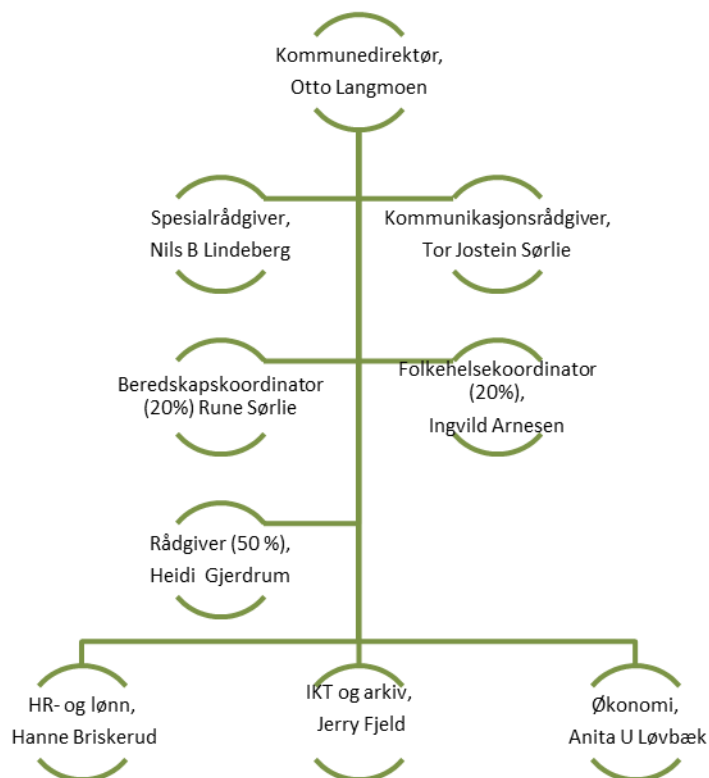 Kommunedirektør,
Otto Langmoen
Spesialrådgiver,
Nils B Lindeberg
Kommunikasjonsrådgiver,
Tor Jostein Sørlie
Beredskapskoordinator
(20%) Rune Sørlie
Folkehelsekoordinator
(20%),
Ingvild Arnesen
Rådgiver (50 %),
Heidi  Gjerdrum
HR- og lønn,
Hanne Briskerud
IKT og arkiv,
Jerry Fjeld
Økonomi,
Anita U Løvbæk